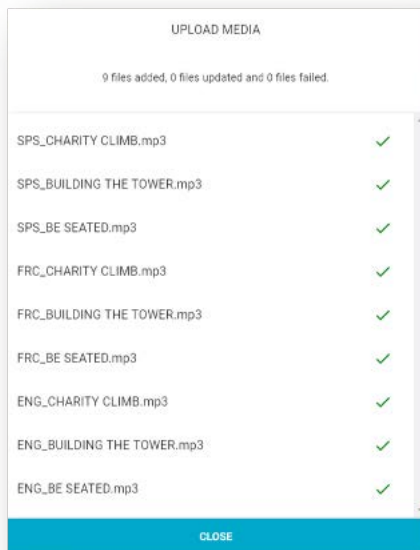 UPLOAD MEDIA
9 files added, 0 files updated and 0 files failed.
SPS_CHARITY CLIMB.mp3
SPS_BUILDING THE TOWER.mp3
SPS_BE SEATED.mp3
FRC_CHARITY CLIMB.mp3
FRC_BUILDING THE TOWER.mp3
FRC_BE SEATED.mp3
ENG_CHARITY CLIMB.mp3
ENG_BUILDING THE TOWER.mp3
ENG_BE SEATED.mp3
CLOSE